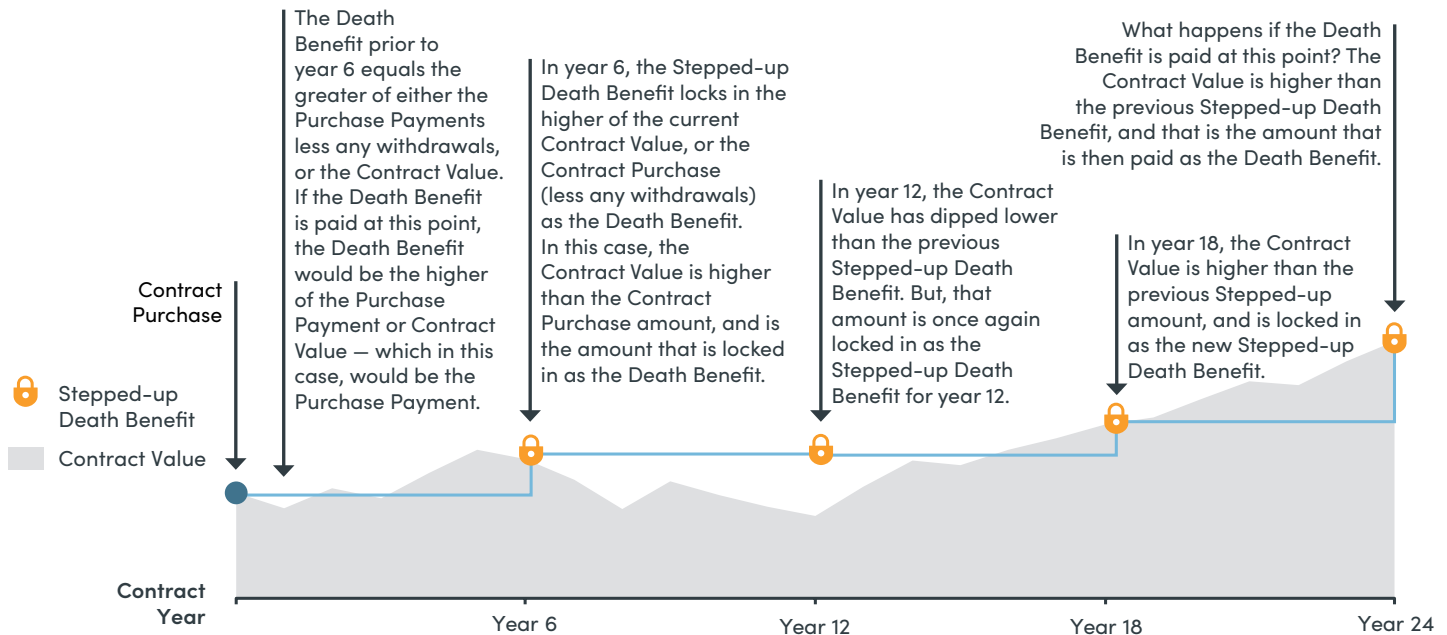 The Death
Benefit prior to
year 6 equals the
greater of either the
Purchase Payments
less any withdrawals,
or the Contract Value.
If the Death Benefit
is paid at this point,
the Death Benefit
would be the higher
of the Purchase
Payment or Contract
Value — which in this
case, would be the
Purchase Payment.
In year 6, the Stepped-up
Death Benefit locks in the
higher of the current
Contract Value, or the
Contract Purchase
(less any withdrawals)
as the Death Benefit.
In this case, the
Contract Value is higher
than the Contract
Purchase amount, and is
the amount that is locked
in as the Death Benefit.
In year 12, the Contract
Value has dipped lower
than the previous
Stepped-up Death
Benefit. But, that
amount is once again
locked in as the
Stepped-up Death
Benefit for year 12.
In year 18, the Contract
Value is higher than the
previous Stepped-up
amount, and is locked in
as the new Stepped-up
Death Benefit.
What happens if the Death
Benefit is paid at this point? The
Contract Value is higher than
the previous Stepped-up Death
Benefit, and that is the amount that
is then paid as the Death Benefit.
Contract
Purchase
Stepped-up
Death Benefit
Contract Value
Contract
Year
Year 6
Year 12
Year 18
Year 24